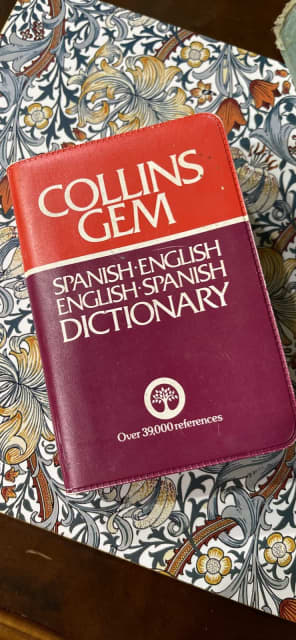 COLLINS
GEM
SPANISH·ENGLISH
ENGLISH·SPANISH
DICTIONARY
Over 39,000 references